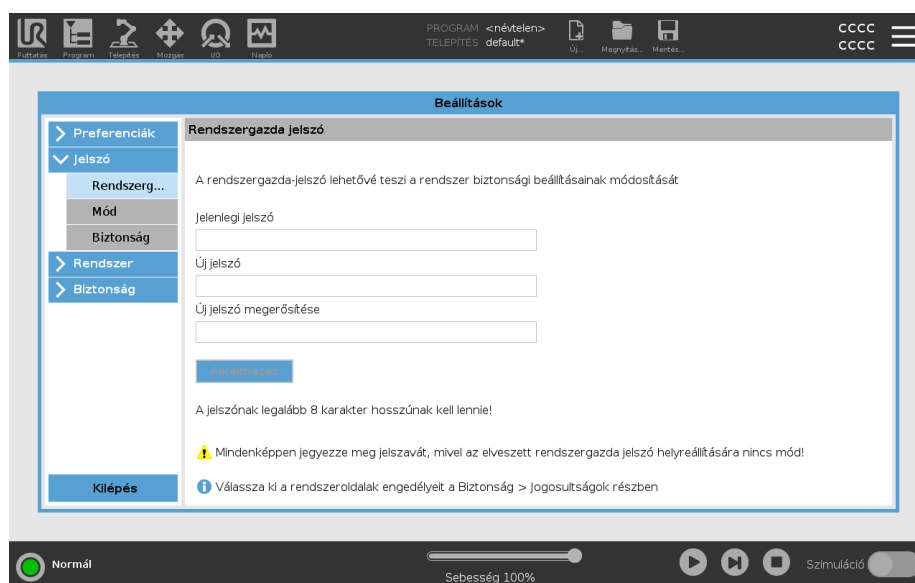 UR
PROGRAM <névtelen>
TELEPÍTÉS default*
cccc
cccc
Futtatás Program Telepítés Mozgás I/O Napló Új... Megnyitás... Mentés...
Beállítások
Preferenciák
Jelszó
Rendszerg...
Mód
Biztonság
Rendszer
Biztonság
Kilépés
Rendszergazda jelszó
A rendszergazda-jelszó lehetővé teszi a rendszer biztonsági beállításainak módosítását
Jelenlegi jelszó
Új jelszó
Új jelszó megerősítése
Alkalmazás
A jelszónak legalább 8 karakter hosszúnak kell lennie!
Mindenképpen jegyezze meg jelszavát, mivel az elveszett rendszergazda jelszó helyreállítására nincs mód!
Válassza ki a rendszeroldalak engedélyeit a Biztonság > Jogosultságok részben
Normál
Sebesség 100%
Szimuláció